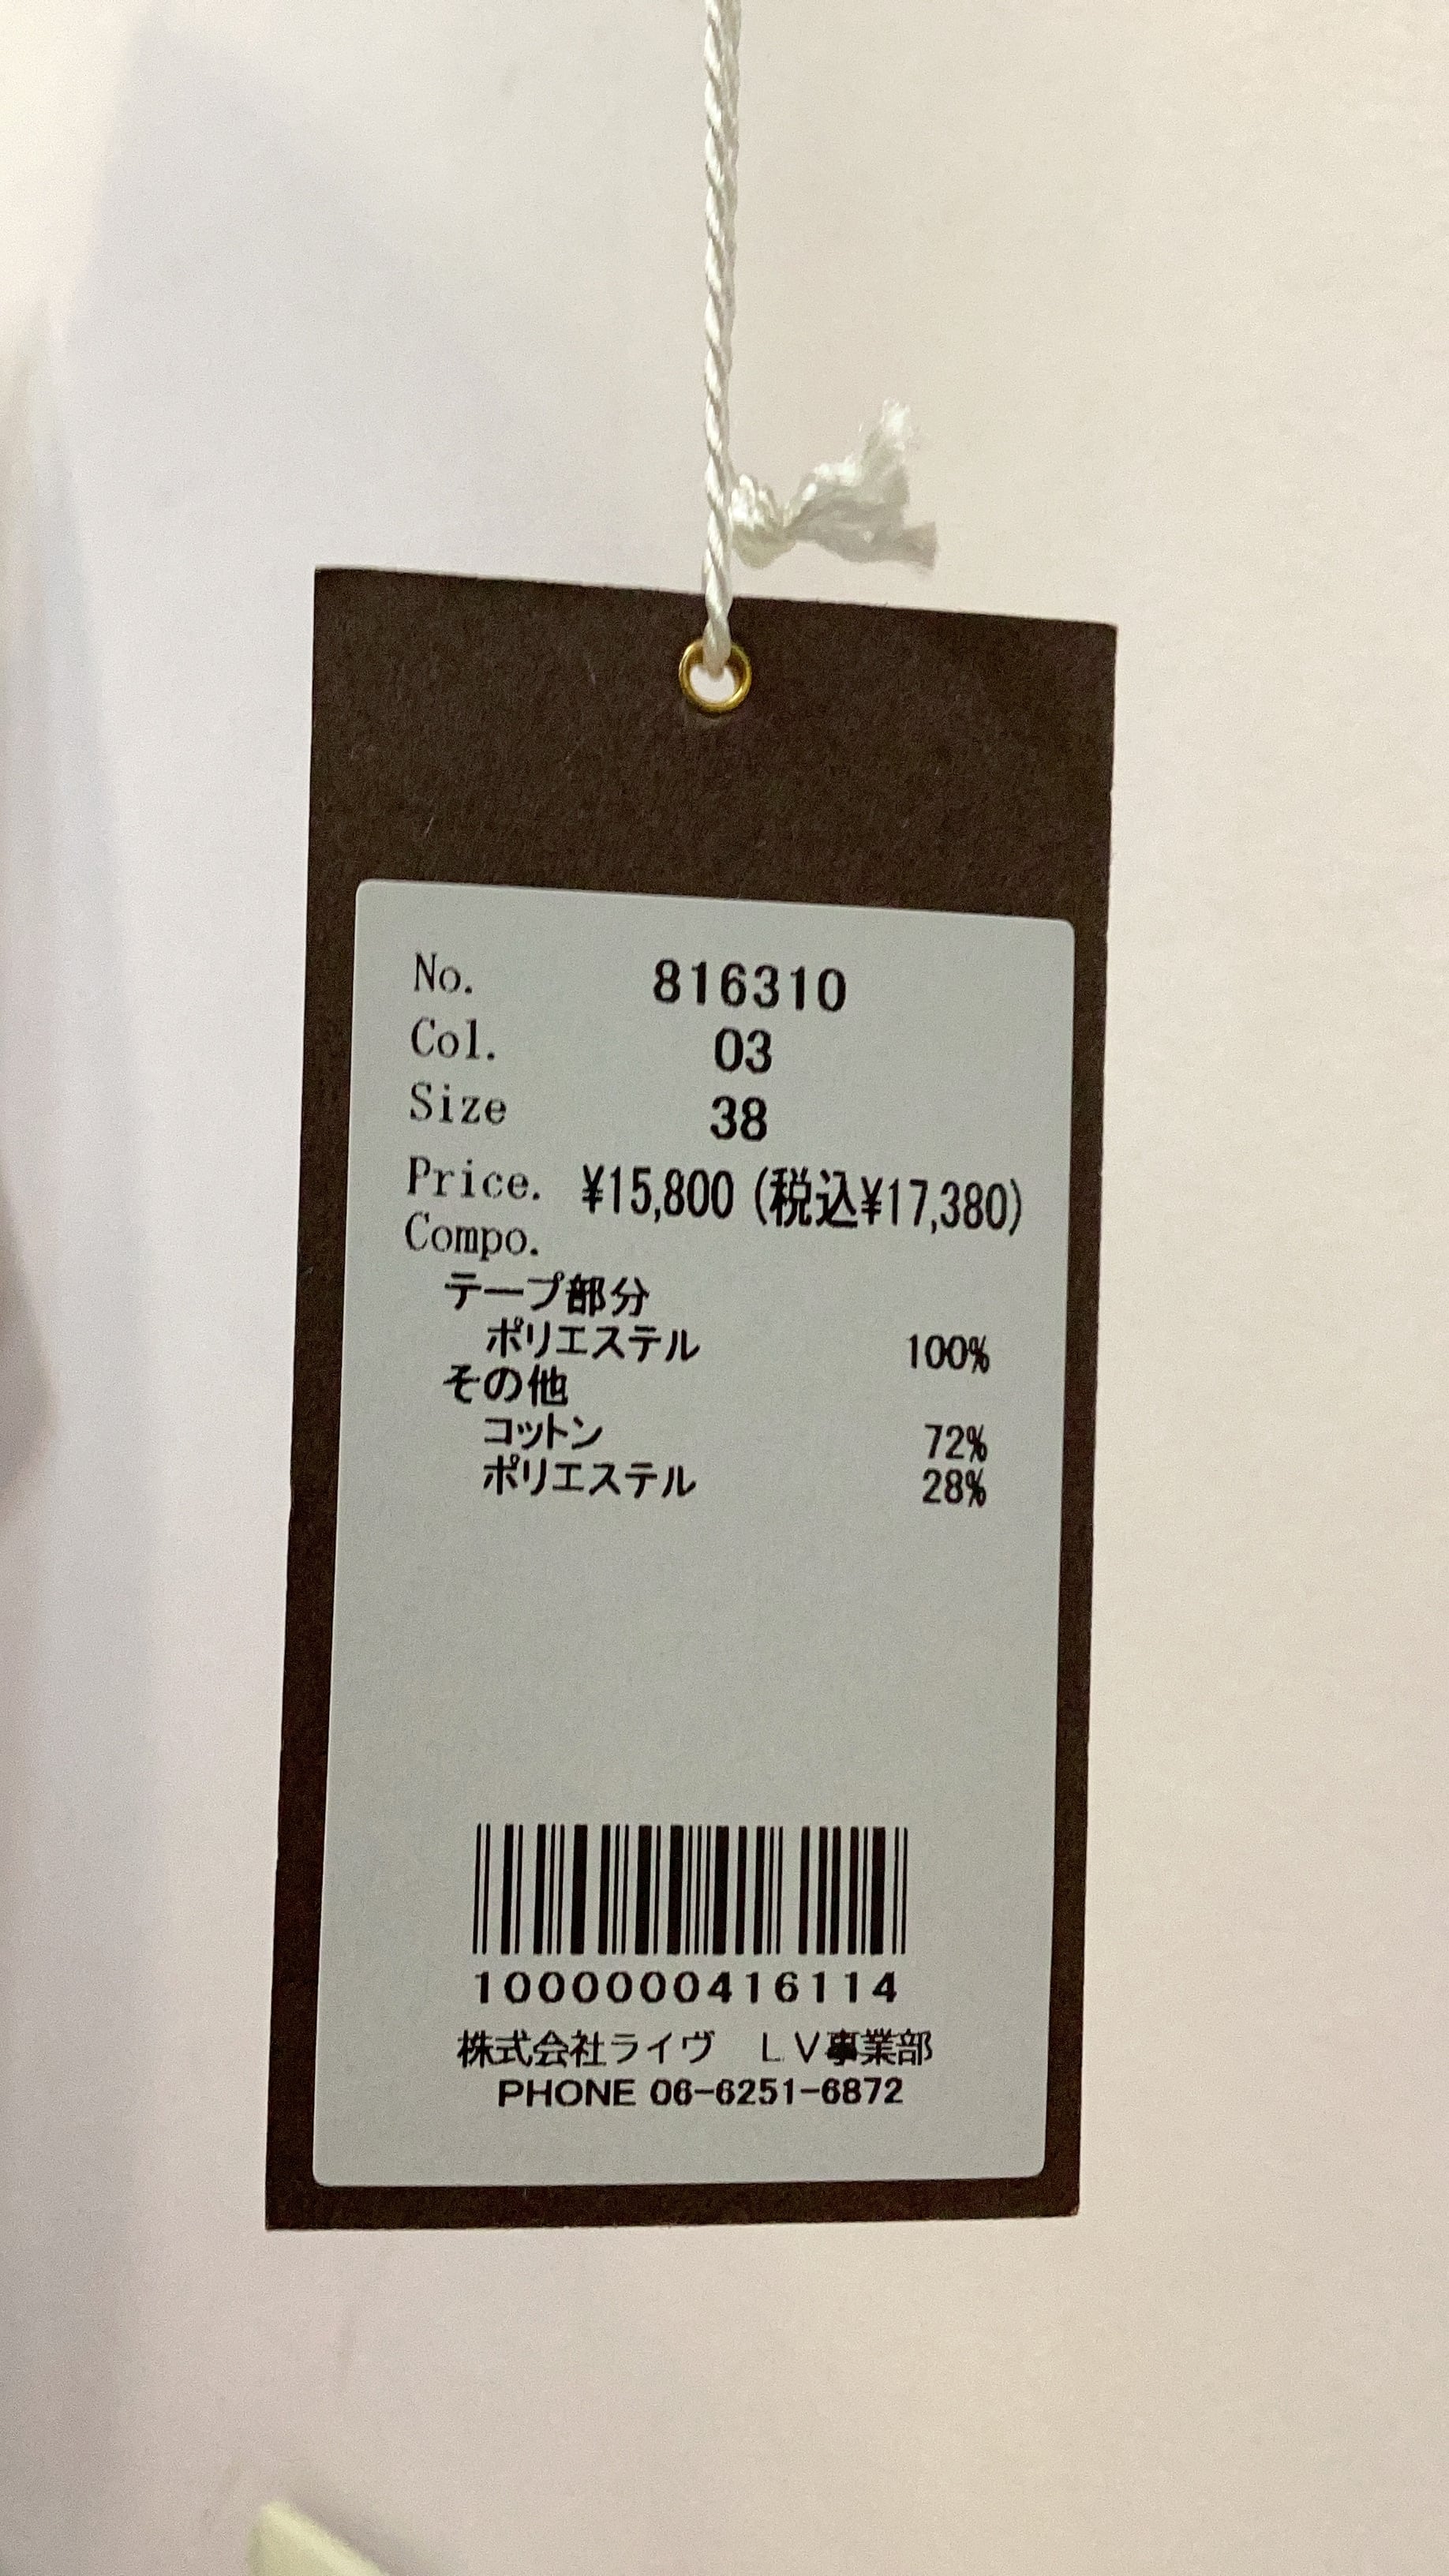 No. 816310
Col. 03
Size 38
Price. ¥15,800 (税込¥17,380)
Compo.
テープ部分
ポリエステル 100%
その他
コットン 72%
ポリエステル 28%
1000000416114
株式会社ライヴ　ＬＶ事業部
PHONE 06-6251-6872